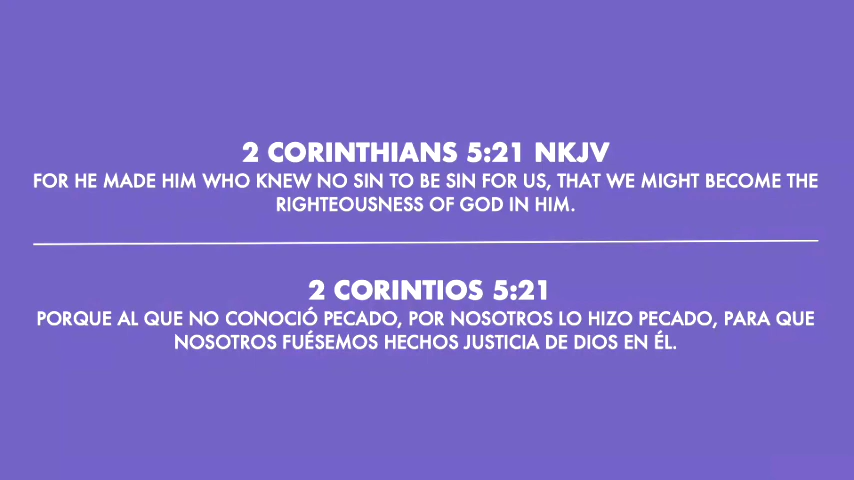 2 CORINTHIANS 5:21 NKJV
FOR HE MADE HIM WHO KNEW NO SIN TO BE SIN FOR US, THAT WE MIGHT BECOME THE
RIGHTEOUSNESS OF GOD IN HIM.
2 CORINTIOS 5:21
PORQUE AL QUE NO CONOCIÓ PECADO, POR NOSOTROS LO HIZO PECADO, PARA QUE
NOSOTROS FUÉSEMOS HECHOS JUSTICIA DE DIOS EN ÉL.